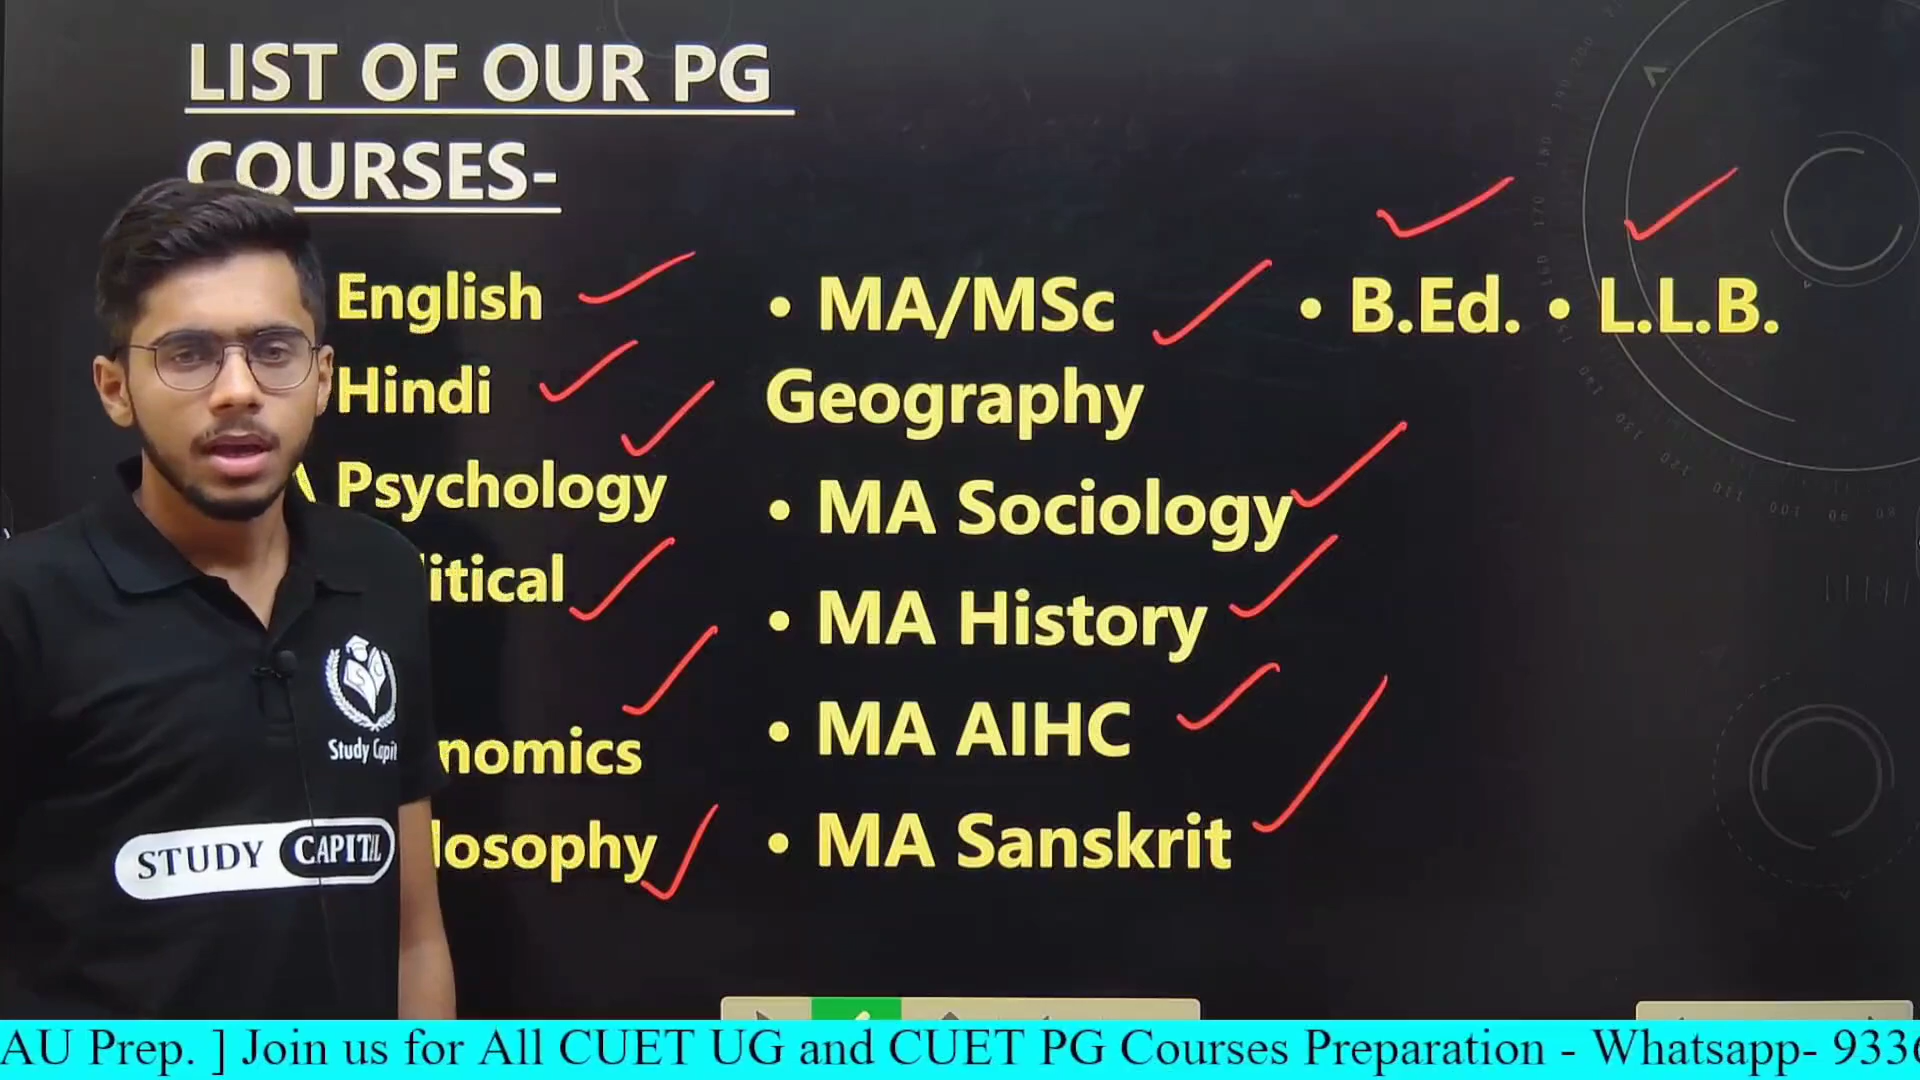 LIST OF OUR PG
COURSES-
English
Hindi
Psychology
litical
nomics
losophy
• MA/MSc
Geography
• MA Sociology
• MA History
• MA AIHC
• MA Sanskrit
• B.Ed. • L.L.B.
Study Capit
STUDY CAPITAL
AU Prep. ] Join us for All CUET UG and CUET PG Courses Preparation - Whatsapp- 933